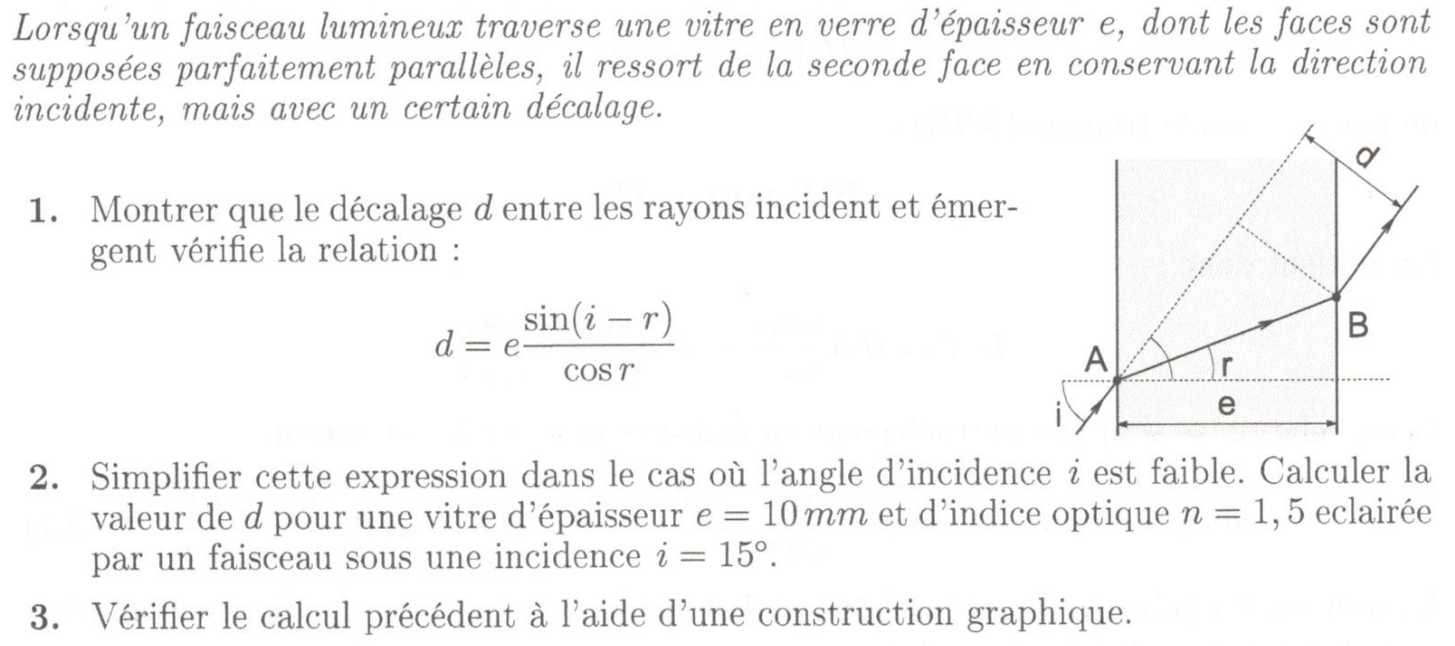 Lorsqu'un faisceau lumineux traverse une vitre en verre d'épaisseur e, dont les faces sont
supposées parfaitement parallèles, il ressort de la seconde face en conservant la direction
incidente, mais avec un certain décalage.
1. Montrer que le décalage d entre les rayons incident et émer-
gent vérifie la relation :
d = e sin(i − r) / cos r
d
A
B
r
i
e
2. Simplifier cette expression dans le cas où l'angle d'incidence i est faible. Calculer la
valeur de d pour une vitre d'épaisseur e = 10 mm et d'indice optique n = 1, 5 eclairée
par un faisceau sous une incidence i = 15°.
3. Vérifier le calcul précédent à l'aide d'une construction graphique.